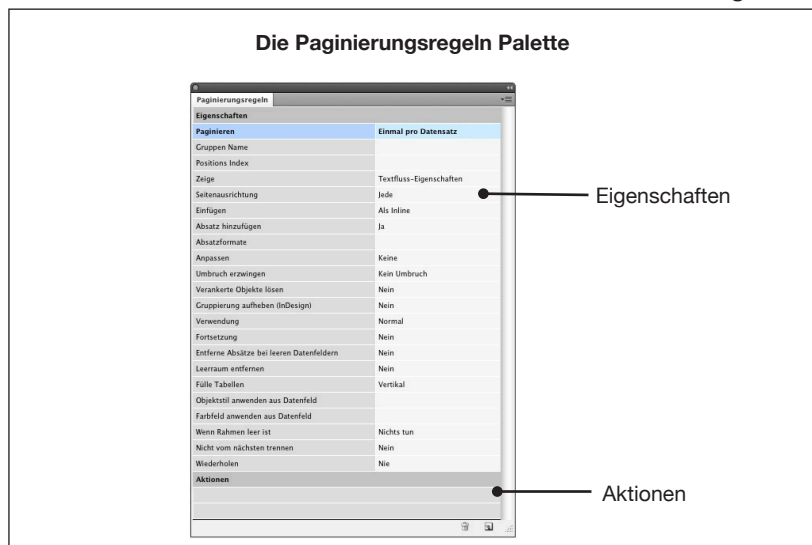 Die Paginierungsregeln Palette
Paginierungsregeln
Eigenschaften
Paginieren Einmal pro Datensatz
Gruppen Name
Positions Index
Zeige Textfluss-Eigenschaften
Seitenausrichtung Jede
Eigenschaften
Einfügen Als Inline
Absatz hinzufügen Ja
Absatzformate
Anpassen Keine
Umbruch erzwingen Kein Umbruch
Verankerte Objekte lösen Nein
Gruppierung aufheben (InDesign) Nein
Verwendung Normal
Fortsetzung Nein
Entferne Absätze bei leeren Datenfeldern Nein
Leerraum entfernen Nein
Fülle Tabellen Vertikal
Objektstil anwenden aus Datenfeld
Farbfeld anwenden aus Datenfeld
Wenn Rahmen leer ist Nichts tun
Nicht vom nächsten trennen Nein
Wiederholen Nie
Aktionen
Aktionen